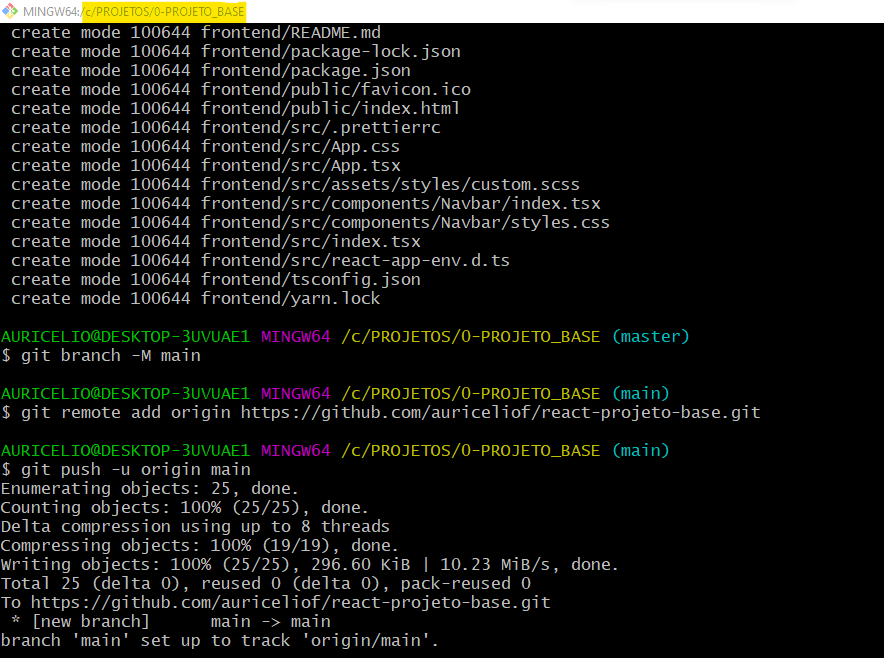 MINGW64:/c/PROJETOS/0-PROJETO_BASE
create mode 100644 frontend/README.md
create mode 100644 frontend/package-lock.json
create mode 100644 frontend/package.json
create mode 100644 frontend/public/favicon.ico
create mode 100644 frontend/public/index.html
create mode 100644 frontend/src/.prettierrc
create mode 100644 frontend/src/App.css
create mode 100644 frontend/src/App.tsx
create mode 100644 frontend/src/assets/styles/custom.scss
create mode 100644 frontend/src/components/Navbar/index.tsx
create mode 100644 frontend/src/components/Navbar/styles.css
create mode 100644 frontend/src/index.tsx
create mode 100644 frontend/src/react-app-env.d.ts
create mode 100644 frontend/tsconfig.json
create mode 100644 frontend/yarn.lock
AURICELIO@DESKTOP-3UVUAE1 MINGW64 /c/PROJETOS/0-PROJETO_BASE (master)
$ git branch -M main
AURICELIO@DESKTOP-3UVUAE1 MINGW64 /c/PROJETOS/0-PROJETO_BASE (main)
$ git remote add origin https://github.com/auriceliof/react-projeto-base.git
AURICELIO@DESKTOP-3UVUAE1 MINGW64 /c/PROJETOS/0-PROJETO_BASE (main)
$ git push -u origin main
Enumerating objects: 25, done.
Counting objects: 100% (25/25), done.
Delta compression using up to 8 threads
Compressing objects: 100% (19/19), done.
Writing objects: 100% (25/25), 296.60 KiB | 10.23 MiB/s, done.
Total 25 (delta 0), reused 0 (delta 0), pack-reused 0
To https://github.com/auriceliof/react-projeto-base.git
* [new branch]      main -> main
branch 'main' set up to track 'origin/main'.